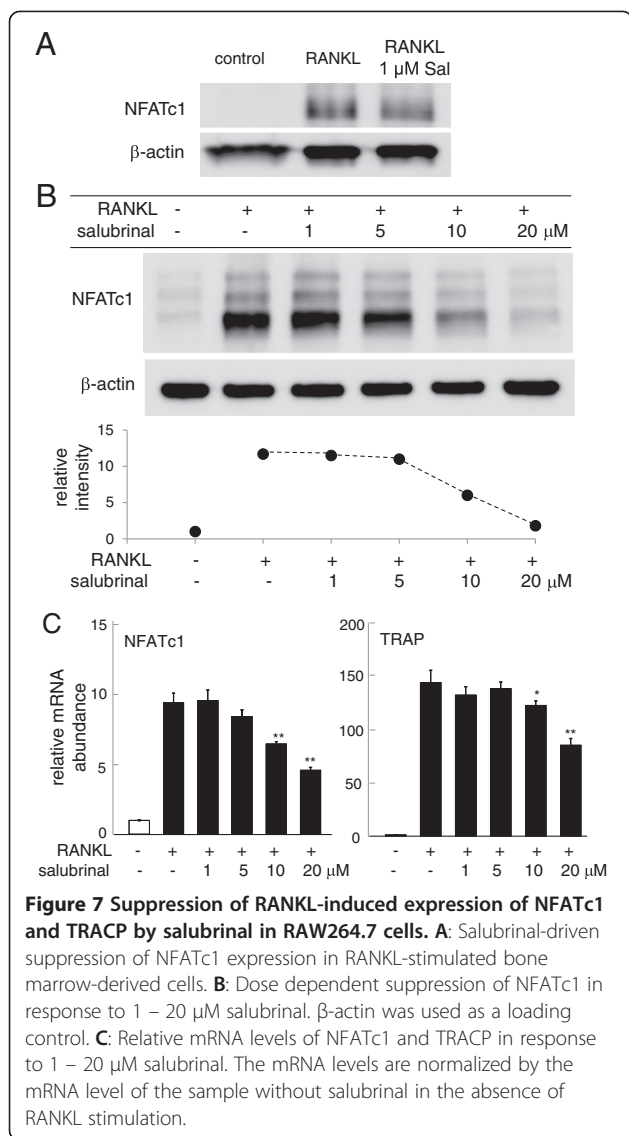 A
control RANKL RANKL
1 µM Sal
NFATc1
β-actin
B
RANKL - + + + + +
salubrinal - - 1 5 10 20 µM
NFATc1
β-actin
15
10
5
0
relative
intensity
RANKL - + + + + +
salubrinal - - 1 5 10 20 µM
C
15
10
5
0
relative mRNA
abundance
NFATc1
** **
RANKL - + + + + +
salubrinal - - 1 5 10 20 µM
200
150
100
50
0
TRAP
* **
- + + + + +
- - 1 5 10 20 µM
Figure 7 Suppression of RANKL-induced expression of NFATc1
and TRACP by salubrinal in RAW264.7 cells. A: Salubrinal-driven
suppression of NFATc1 expression in RANKL-stimulated bone
marrow-derived cells. B: Dose dependent suppression of NFATc1 in
response to 1 – 20 µM salubrinal. β-actin was used as a loading
control. C: Relative mRNA levels of NFATc1 and TRACP in response
to 1 – 20 µM salubrinal. The mRNA levels are normalized by the
mRNA level of the sample without salubrinal in the absence of
RANKL stimulation.